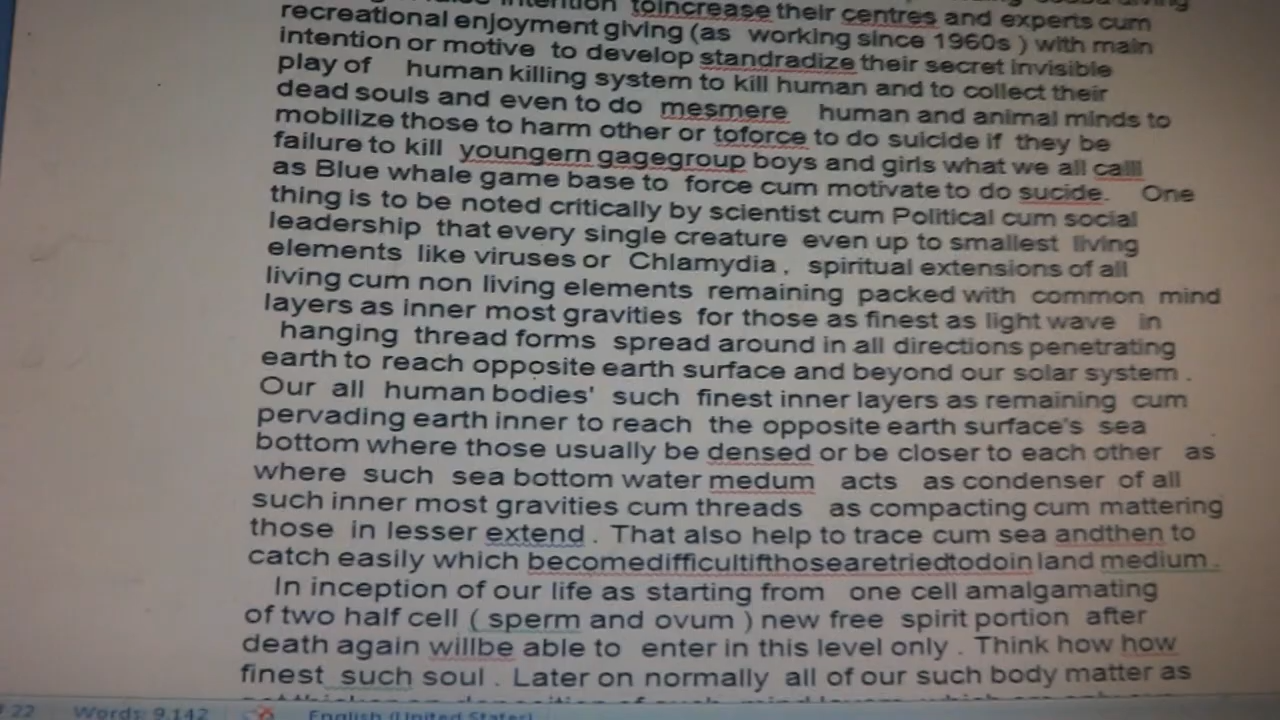 intention toincrease their centres and experts cum
recreational enjoyment giving (as working since 1960s ) with main
intention or motive to develop standradize their secret invisible
play of human killing system to kill human and to collect their
dead souls and even to do mesmere human and animal minds to
mobilize those to harm other or toforce to do suicide if they be
failure to kill youngern gagegroup boys and girls what we all calll
as Blue whale game base to force cum motivate to do sucide. One
thing is to be noted critically by scientist cum Political cum social
leadership that every single creature even up to smallest living
elements like viruses or Chlamydia , spiritual extensions of all
living cum non living elements remaining packed with common mind
layers as inner most gravities for those as finest as light wave in
hanging thread forms spread around in all directions penetrating
earth to reach opposite earth surface and beyond our solar system .
Our all human bodies' such finest inner layers as remaining cum
pervading earth inner to reach the opposite earth surface's sea
bottom where those usually be densed or be closer to each other as
where such sea bottom water medum acts as condenser of all
such inner most gravities cum threads as compacting cum mattering
those in lesser extend . That also help to trace cum sea andthen to
catch easily which becomedifficultifthosearetriedtodoin land medium .
In inception of our life as starting from one cell amalgamating
of two half cell ( sperm and ovum ) new free spirit portion after
death again willbe able to enter in this level only . Think how how
finest such soul . Later on normally all of our such body matter as
22 Words: 9,142 English (United States)